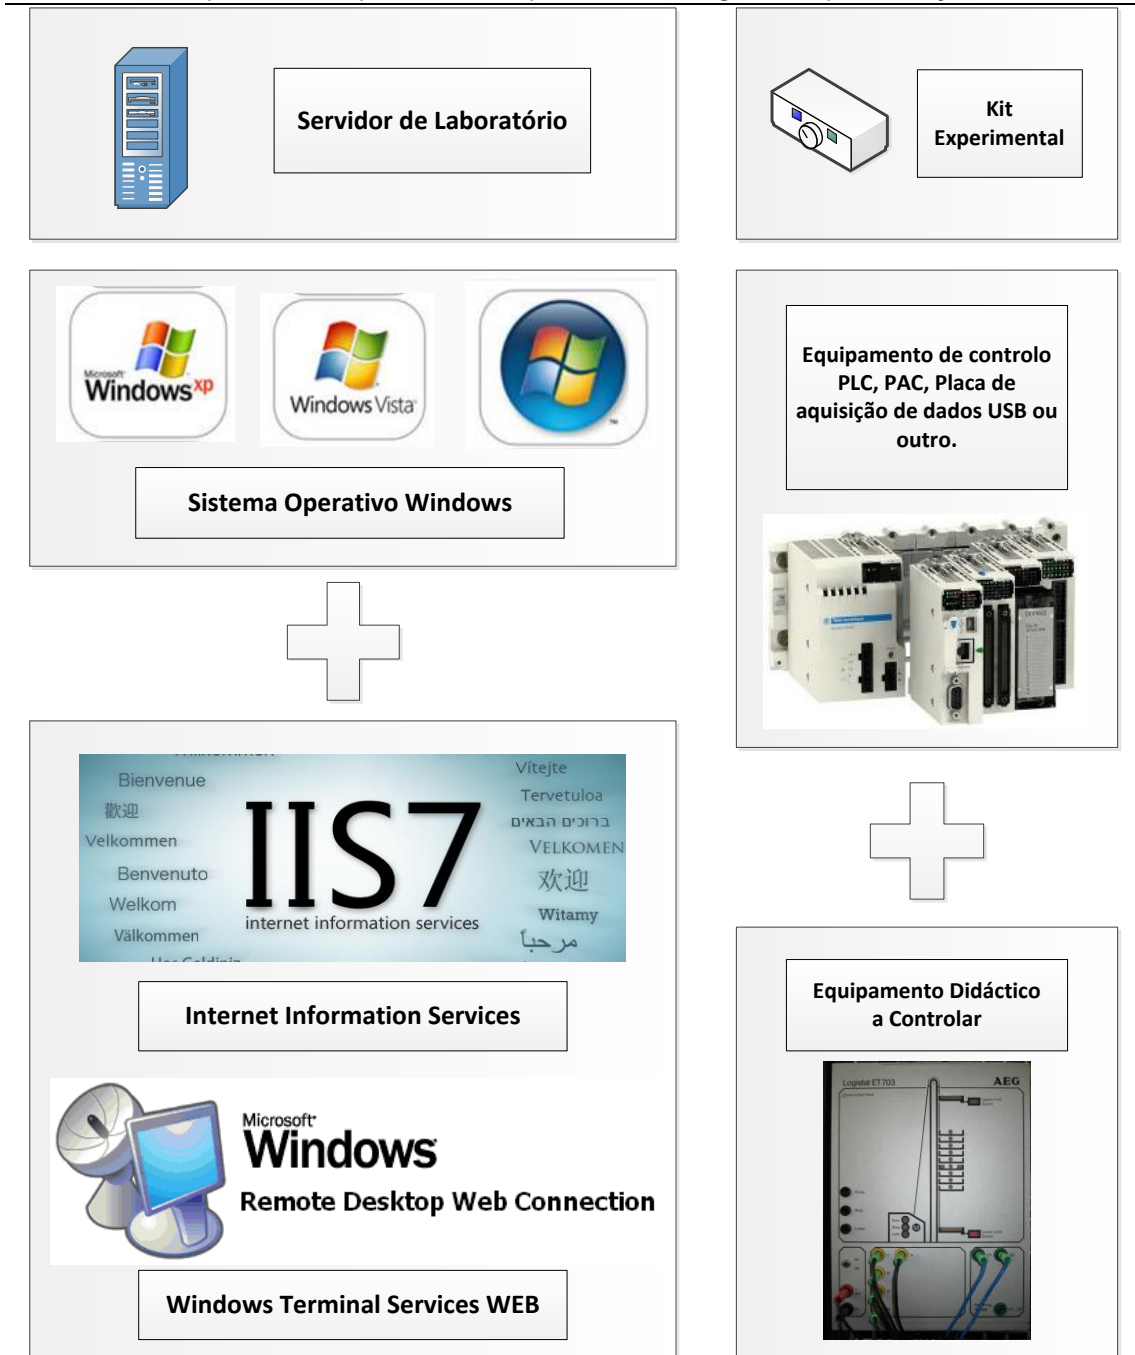 Servidor de Laboratório
Kit
Experimental
Microsoft
Windows xp
Windows Vista
TM
Sistema Operativo Windows
Equipamento de controlo
PLC, PAC, Placa de
aquisição de dados USB ou
outro.
Bienvenue
歡迎
Velkommen
Benvenuto
Welkom
Välkommen
IIS7
internet information services
Vítejte
Tervetuloa
ברוכים הבאים
VELKOMEN
欢迎
Witamy
مرحباً
Internet Information Services
Microsoft
Windows
Remote Desktop Web Connection
Windows Terminal Services WEB
Equipamento Didáctico
a Controlar
Logistat ET703
AEG